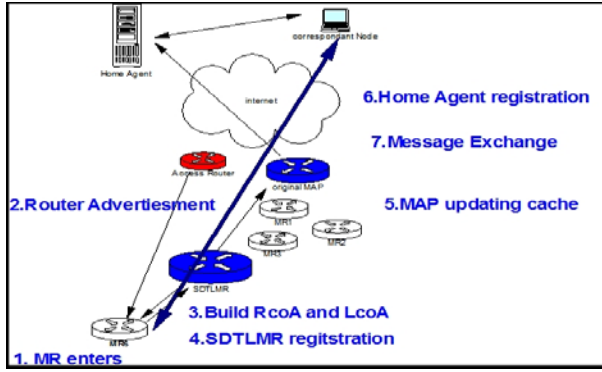 correspondant Node
Home Agent
internet
6.Home Agent registration
7.Message Exchange
Access Router
original MAP
2.Router Advertiesment
5.MAP updating cache
MR1
MR2
SDTLMR
3.Build RcoA and LcoA
4.SDTLMR regitstration
MR6
1. MR enters